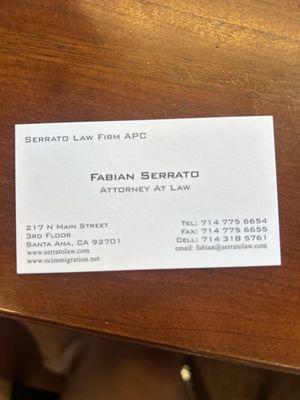 Serrato Law Firm APC
Fabian Serrato
Attorney At Law
217 N Main Street
3rd Floor
Santa Ana, CA 92701
www.serratolaw.com
www.ocimmigration.net
Tel: 714 775 6654
Fax: 714 775 6655
Cell: 714 318 5761
email: fabian@serratolaw.com